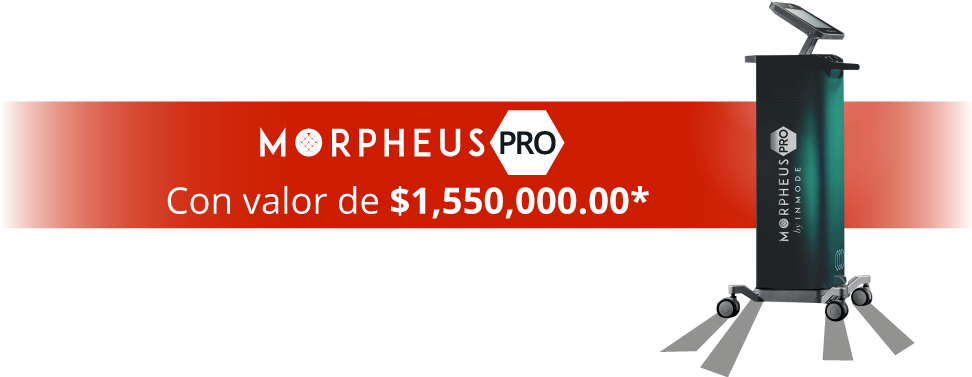 MORPHEUS PRO
Con valor de $1,550,000.00*
MORPHEUS PRO
by INMODE